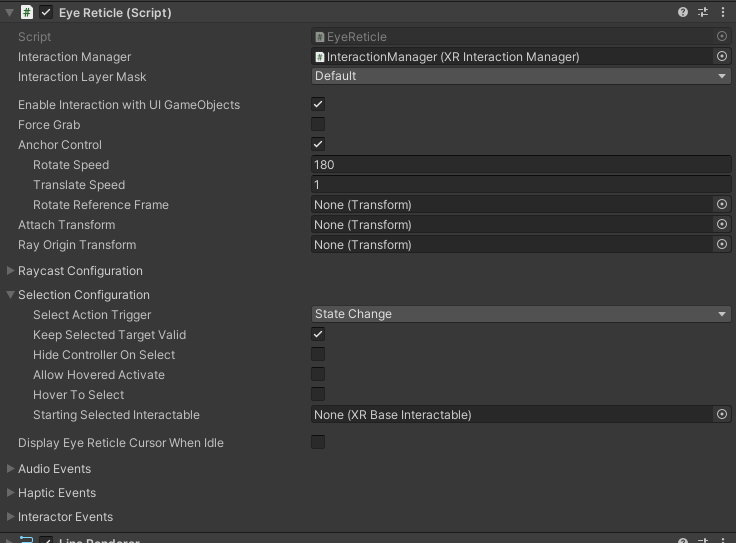 Eye Reticle (Script)
Script EyeReticle
Interaction Manager InteractionManager (XR Interaction Manager)
Interaction Layer Mask Default
Enable Interaction with UI GameObjects
Force Grab
Anchor Control
Rotate Speed 180
Translate Speed 1
Rotate Reference Frame None (Transform)
Attach Transform None (Transform)
Ray Origin Transform None (Transform)
Raycast Configuration
Selection Configuration
Select Action Trigger State Change
Keep Selected Target Valid
Hide Controller On Select
Allow Hovered Activate
Hover To Select
Starting Selected Interactable None (XR Base Interactable)
Display Eye Reticle Cursor When Idle
Audio Events
Haptic Events
Interactor Events
Line Renderer